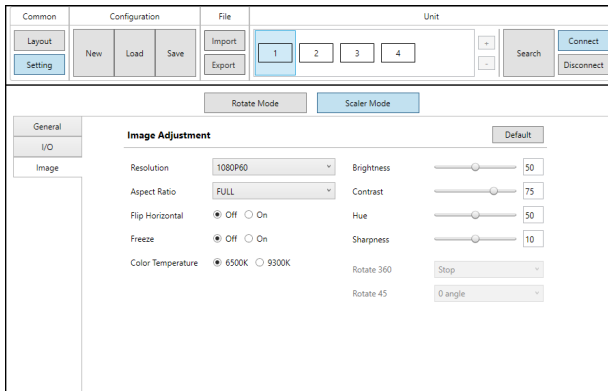 Common Configuration File Unit
Layout New Load Save Import 1 2 3 4 + Search Connect
Setting Export - Disconnect
Rotate Mode Scaler Mode
General
I/O
Image
Image Adjustment Default
Resolution 1080P60 Brightness 50
Aspect Ratio FULL Contrast 75
Flip Horizontal Off On Hue 50
Freeze Off On Sharpness 10
Color Temperature 6500K 9300K Rotate 360 Stop
Rotate 45 0 angle